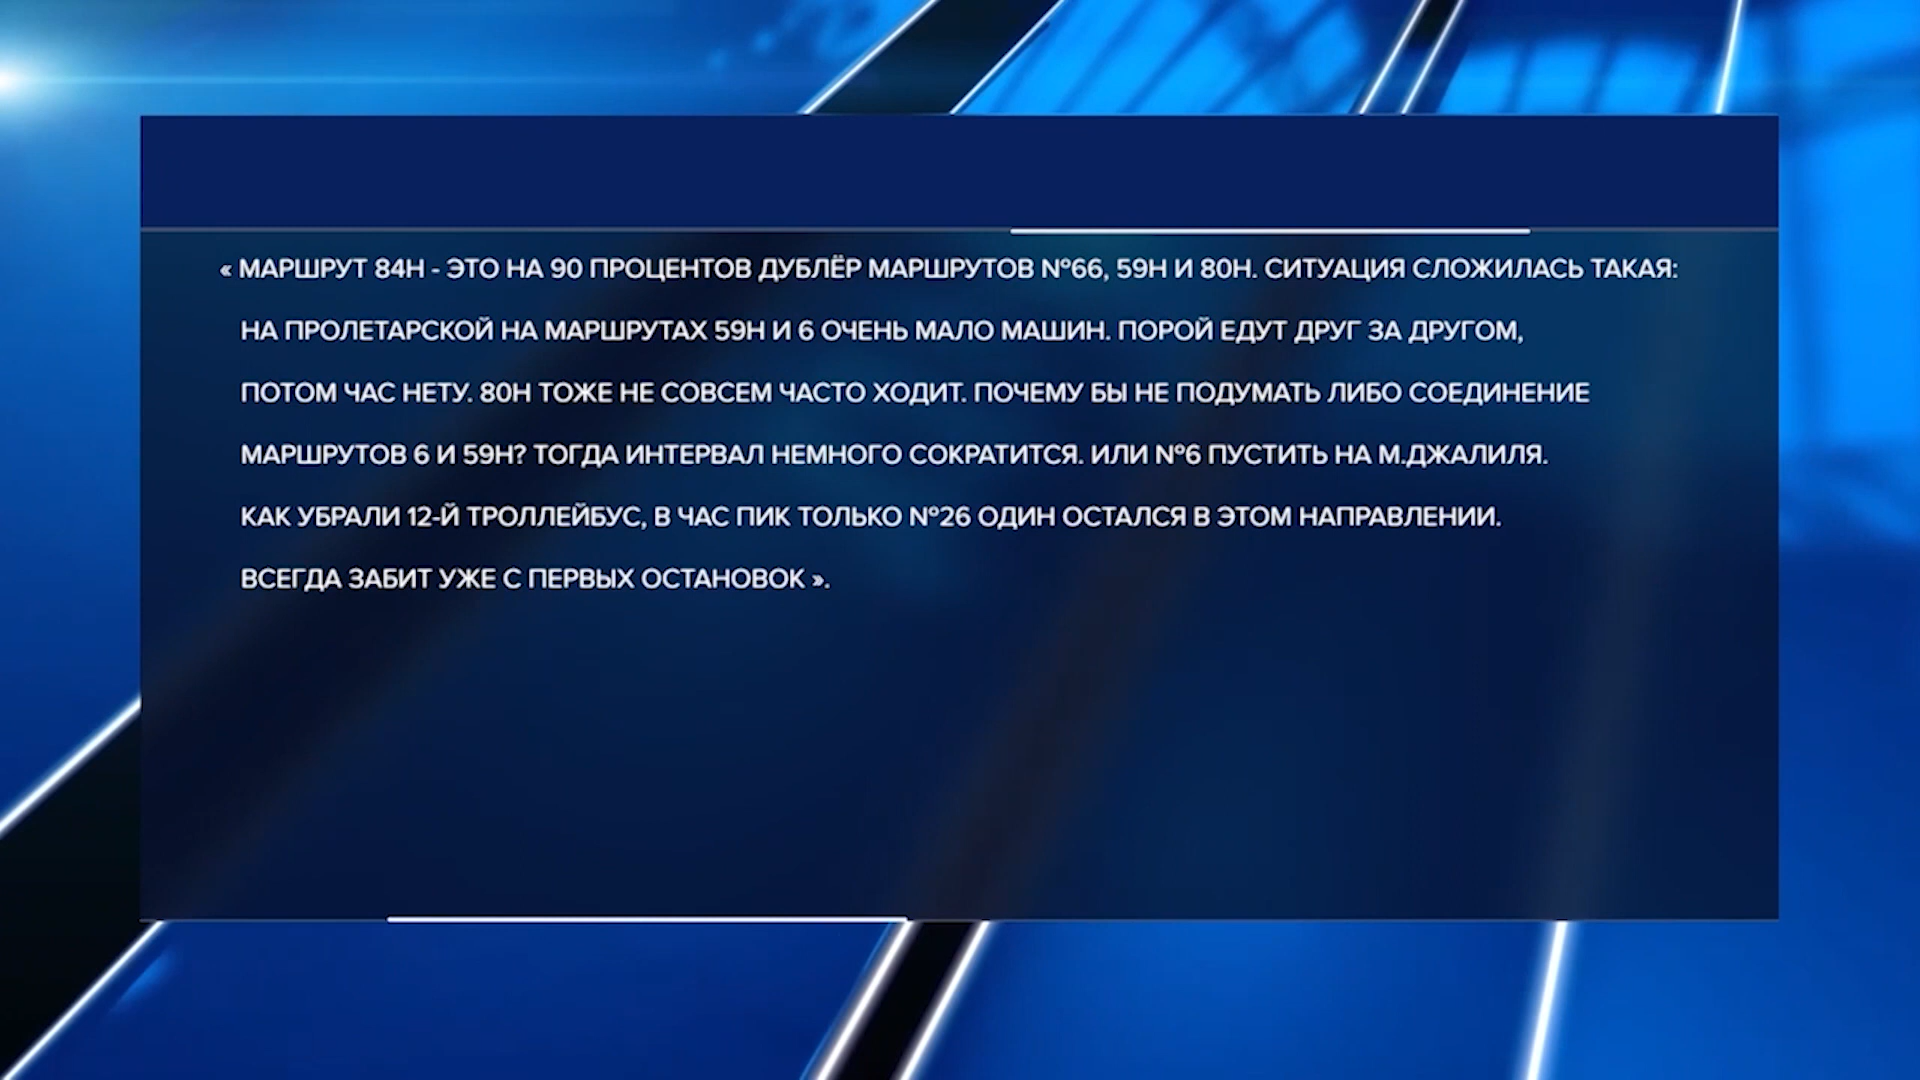 « МАРШРУТ 84Н - ЭТО НА 90 ПРОЦЕНТОВ ДУБЛЁР МАРШРУТОВ №66, 59Н И 80Н. СИТУАЦИЯ СЛОЖИЛАСЬ ТАКАЯ:
НА ПРОЛЕТАРСКОЙ НА МАРШРУТАХ 59Н И 6 ОЧЕНЬ МАЛО МАШИН. ПОРОЙ ЕДУТ ДРУГ ЗА ДРУГОМ,
ПОТОМ ЧАС НЕТУ. 80Н ТОЖЕ НЕ СОВСЕМ ЧАСТО ХОДИТ. ПОЧЕМУ БЫ НЕ ПОДУМАТЬ ЛИБО СОЕДИНЕНИЕ
МАРШРУТОВ 6 И 59Н? ТОГДА ИНТЕРВАЛ НЕМНОГО СОКРАТИТСЯ. ИЛИ №6 ПУСТИТЬ НА М.ДЖАЛИЛЯ.
КАК УБРАЛИ 12-Й ТРОЛЛЕЙБУС, В ЧАС ПИК ТОЛЬКО №26 ОДИН ОСТАЛСЯ В ЭТОМ НАПРАВЛЕНИИ.
ВСЕГДА ЗАБИТ УЖЕ С ПЕРВЫХ ОСТАНОВОК ».